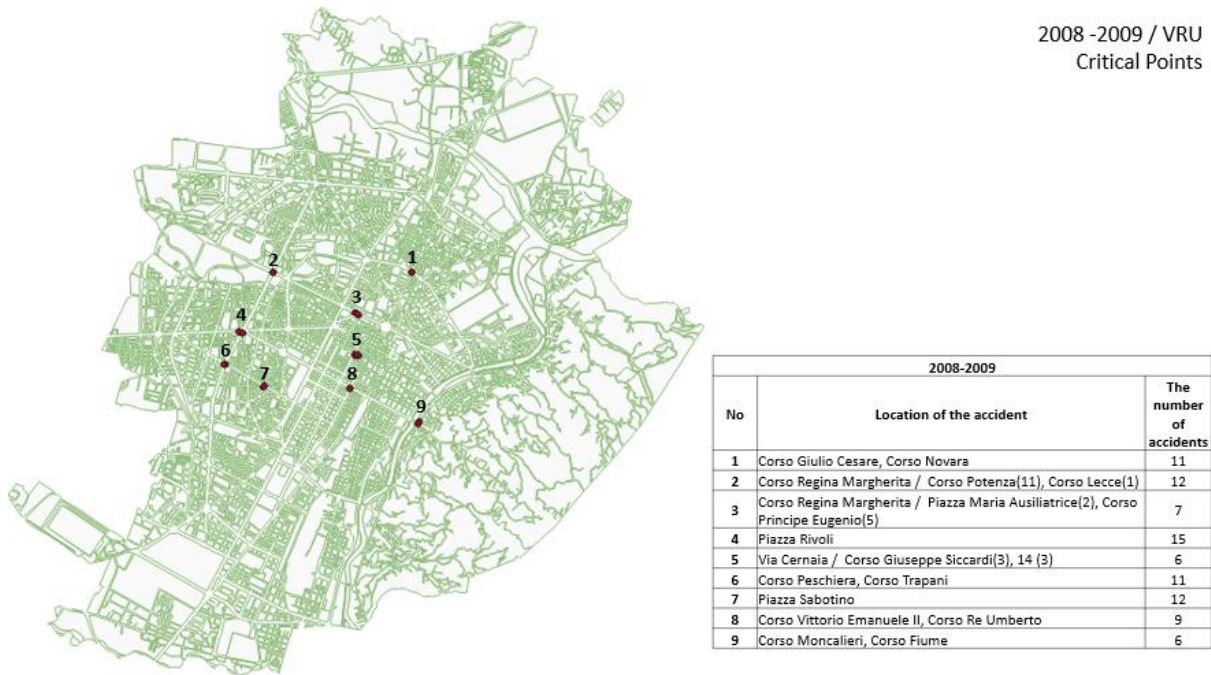 2008 -2009 / VRU
Critical Points
2
1
3
4
5
6
7
8
9
2008-2009
No Location of the accident The number of accidents
1 Corso Giulio Cesare, Corso Novara 11
2 Corso Regina Margherita / Corso Potenza(11), Corso Lecce(1) 12
3 Corso Regina Margherita / Piazza Maria Ausiliatrice(2), Corso
Principe Eugenio(5) 7
4 Piazza Rivoli 15
5 Via Cernaia / Corso Giuseppe Siccardi(3), 14 (3) 6
6 Corso Peschiera, Corso Trapani 11
7 Piazza Sabotino 12
8 Corso Vittorio Emanuele II, Corso Re Umberto 9
9 Corso Moncalieri, Corso Fiume 6